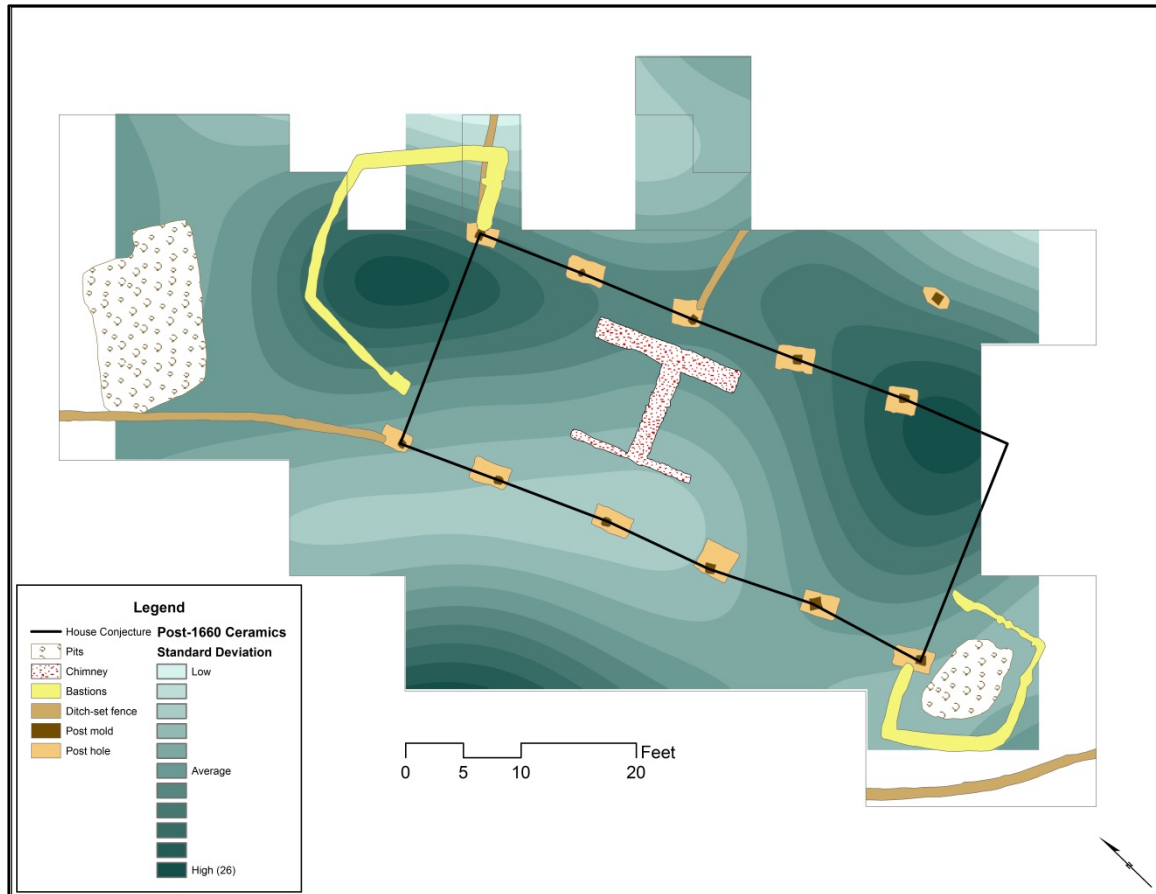 Legend
House Conjecture
Pits
Chimney
Bastions
Ditch-set fence
Post mold
Post hole
Post-1660 Ceramics
Standard Deviation
Low
Average
High (26)
0 5 10 20 Feet
N